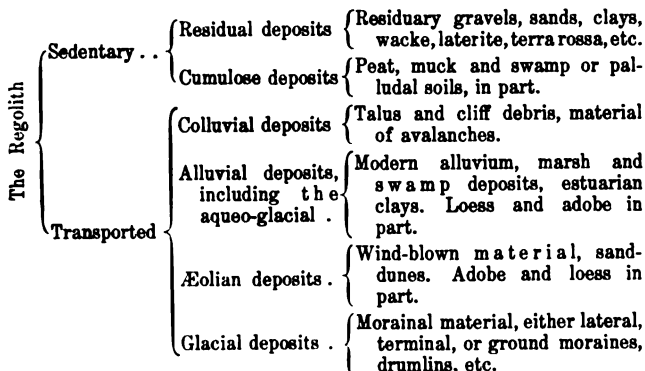 The Regolith
Sedentary . .
Residual deposits
Residuary gravels, sands, clays,
wacke, laterite, terra rossa, etc.
Cumulose deposits
Peat, muck and swamp or pal-
ludal soils, in part.
Transported
Colluvial deposits
Talus and cliff debris, material
of avalanches.
Alluvial deposits,
including the
aqueo-glacial .
Modern alluvium, marsh and
swamp deposits, estuarian
clays. Loess and adobe in
part.
Æolian deposits .
Wind-blown material, sand-
dunes. Adobe and loess in
part.
Glacial deposits .
Morainal material, either lateral,
terminal, or ground moraines,
drumlins, etc.